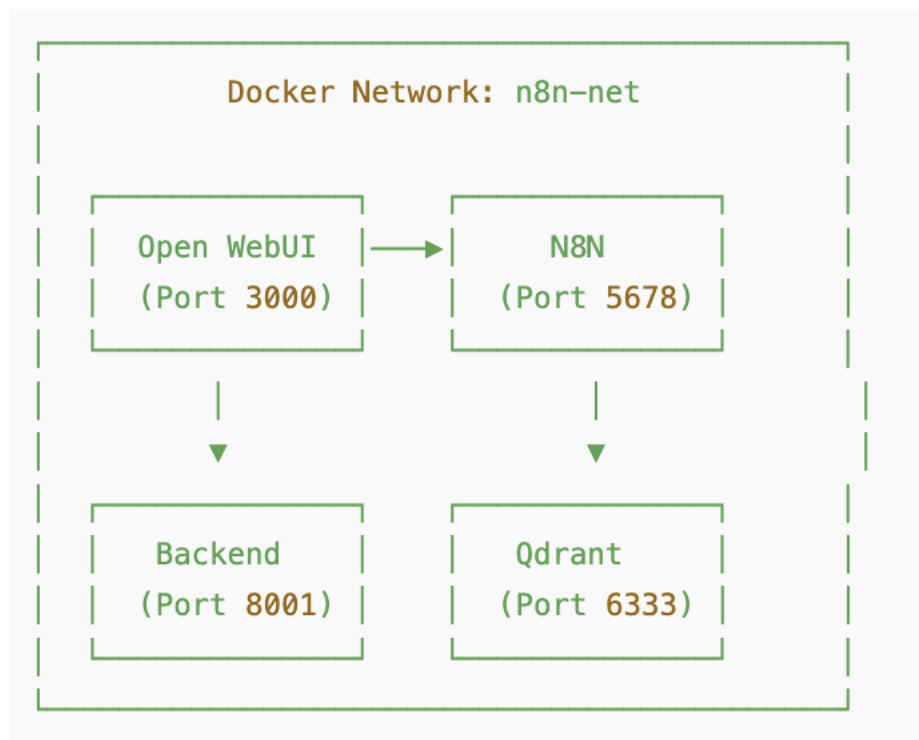 Docker Network: n8n-net
Open WebUI
N8N
(Port 3000)
(Port 5678)
Backend
Qdrant
(Port 8001)
(Port 6333)